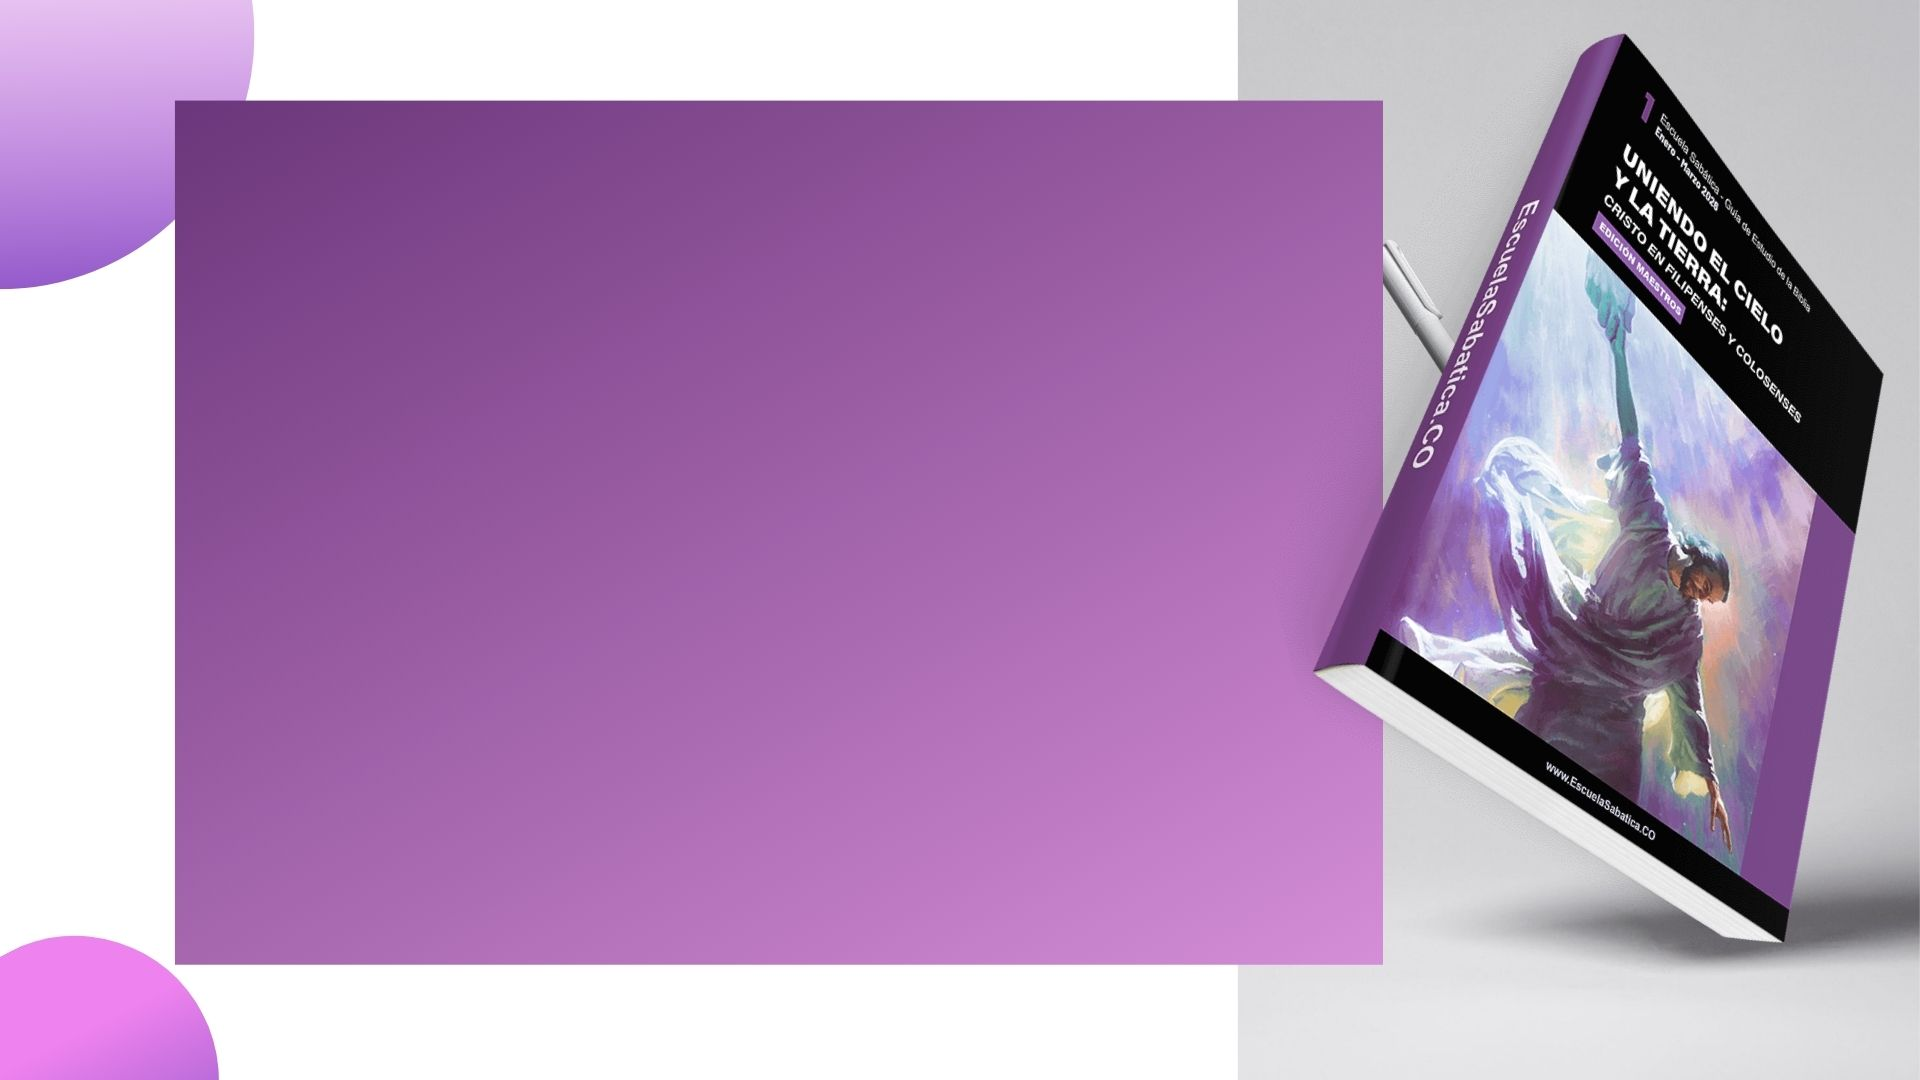 1
Escuela Sabática - Guía de Estudio de la Biblia
Enero - Marzo 2026
UNIENDO EL CIELO
Y LA TIERRA:
CRISTO EN FILIPENSES Y COLOSENSES
EDICIÓN MAESTROS
EscuelaSabatica.CO
www.EscuelaSabatica.CO